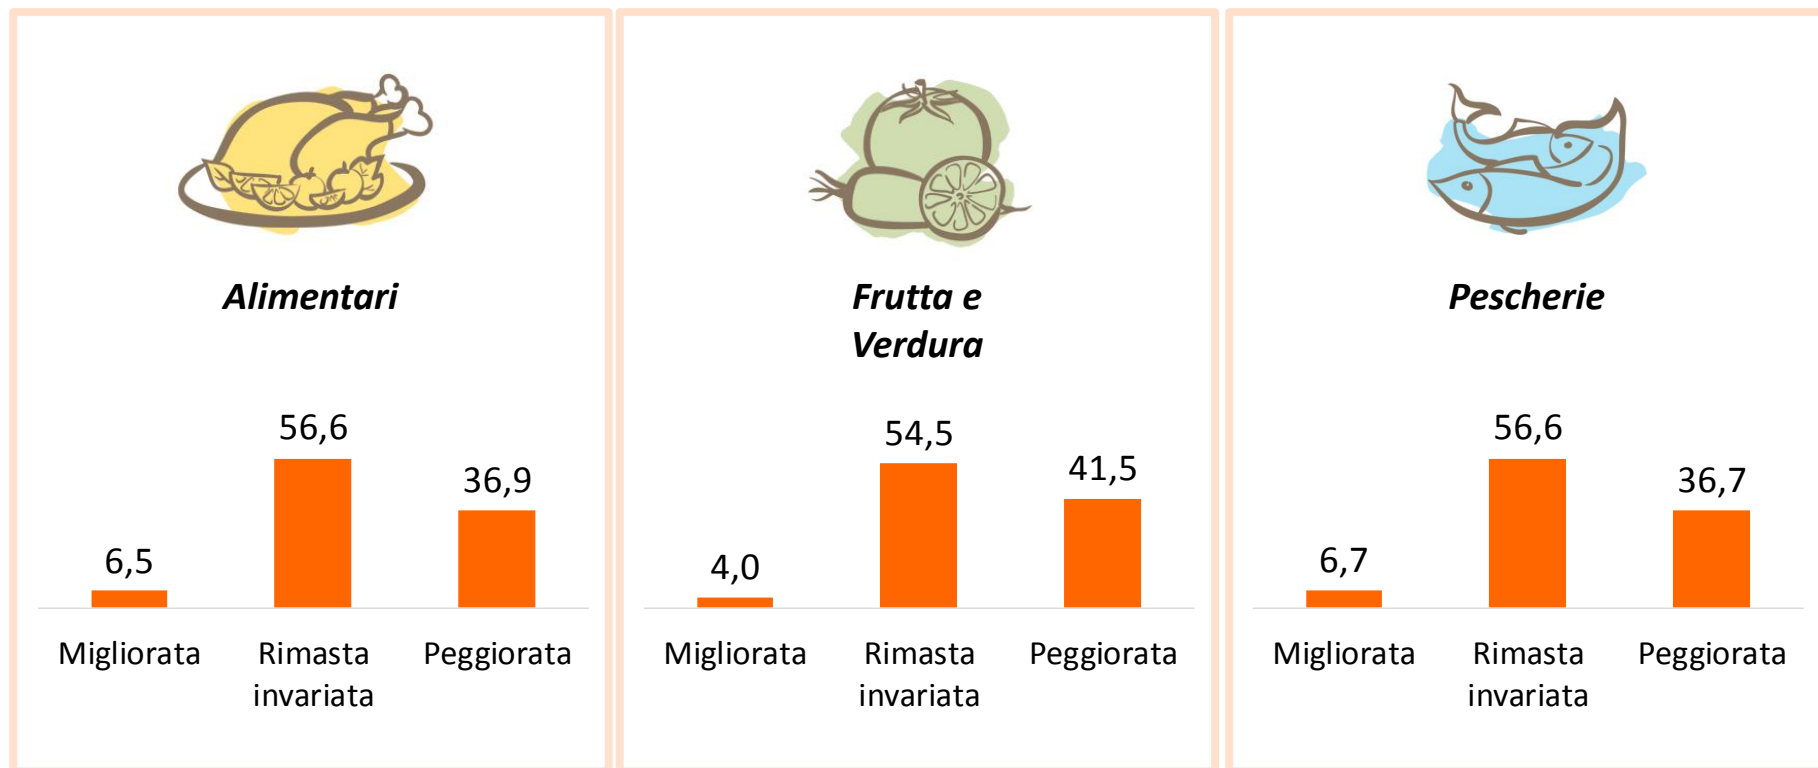 Alimentari
56,6
36,9
6,5
Migliorata
Rimasta
invariata
Peggiorata
Frutta e
Verdura
54,5
41,5
4,0
Migliorata
Rimasta
invariata
Peggiorata
Pescherie
56,6
36,7
6,7
Migliorata
Rimasta
invariata
Peggiorata